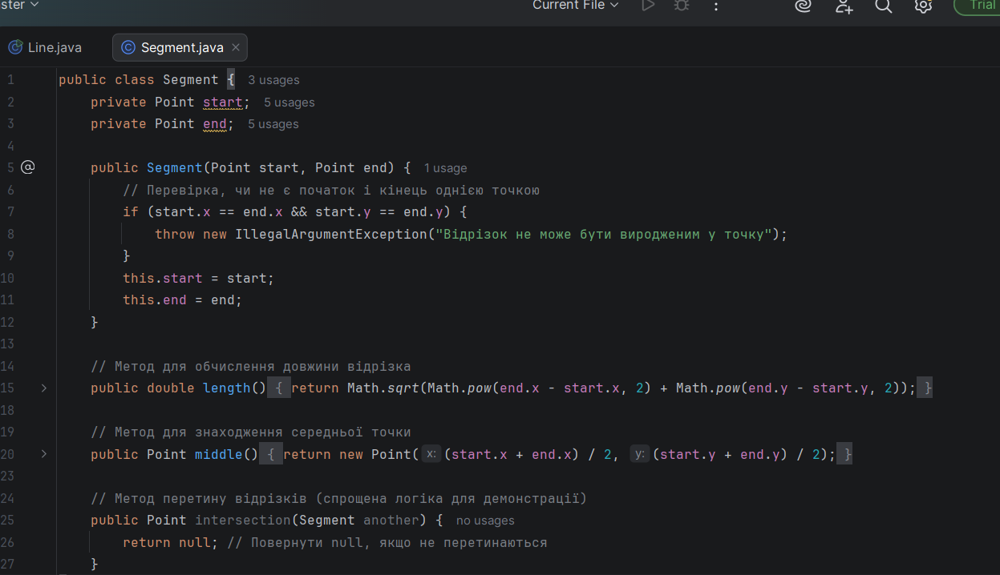 ster
Current File
Trial
Line.java
Segment.java
1 public class Segment { 3 usages
2 private Point start; 5 usages
3 private Point end; 5 usages
4
5 @ public Segment(Point start, Point end) { 1 usage
6 // Перевірка, чи не є початок і кінець однією точкою
7 if (start.x == end.x && start.y == end.y) {
8 throw new IllegalArgumentException("Відрізок не може бути виродженим у точку");
9 }
10 this.start = start;
11 this.end = end;
12 }
13
14 // Метод для обчислення довжини відрізка
15 public double length() { return Math.sqrt(Math.pow(end.x - start.x, 2) + Math.pow(end.y - start.y, 2)); }
18
19 // Метод для знаходження середньої точки
20 public Point middle() { return new Point( x: (start.x + end.x) / 2, y: (start.y + end.y) / 2); }
23
24 // Метод перетину відрізків (спрощена логіка для демонстрації)
25 public Point intersection(Segment another) { no usages
26 return null; // Повернути null, якщо не перетинаються
27 }